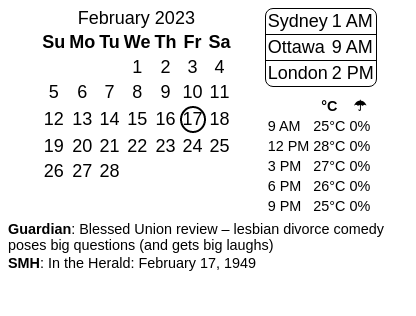 February 2023
Su Mo Tu We Th Fr Sa
1 2 3 4
5 6 7 8 9 10 11
12 13 14 15 16 17 18
19 20 21 22 23 24 25
26 27 28
Sydney 1 AM
Ottawa 9 AM
London 2 PM
°C ☂
9 AM 25°C 0%
12 PM 28°C 0%
3 PM 27°C 0%
6 PM 26°C 0%
9 PM 25°C 0%
Guardian: Blessed Union review – lesbian divorce comedy
poses big questions (and gets big laughs)
SMH: In the Herald: February 17, 1949